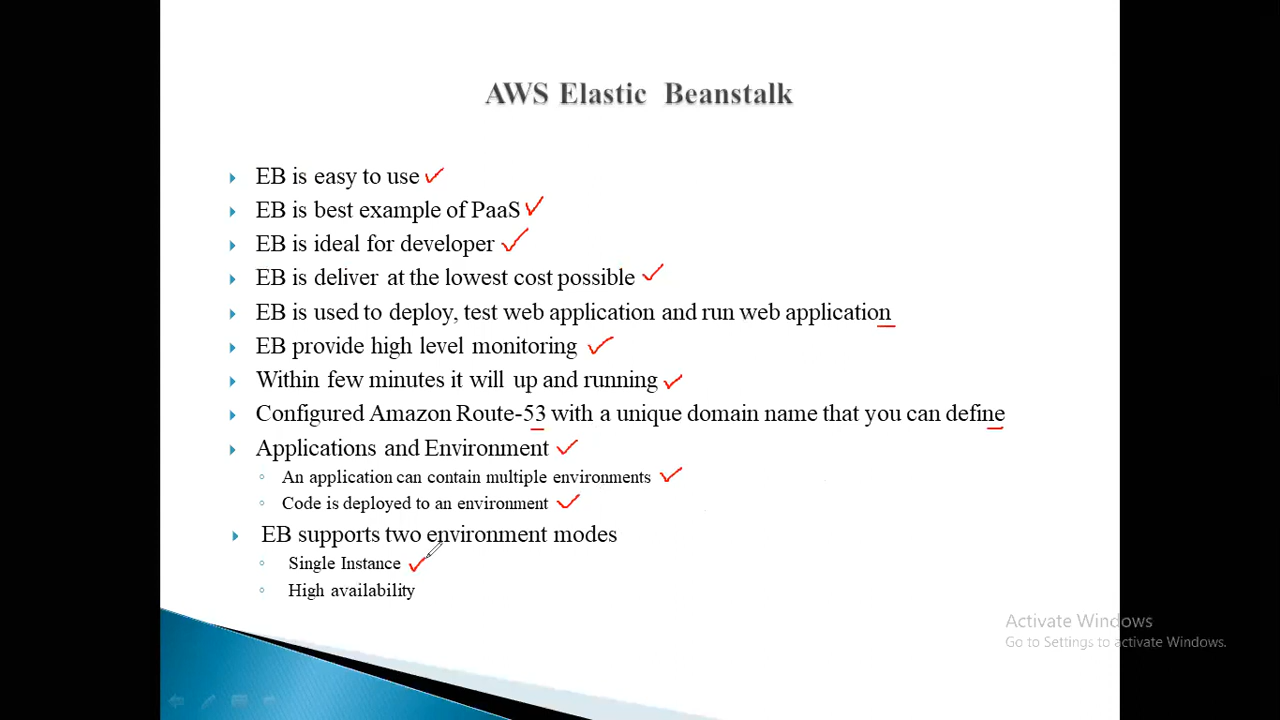 AWS Elastic Beanstalk
EB is easy to use
EB is best example of PaaS
EB is ideal for developer
EB is deliver at the lowest cost possible
EB is used to deploy, test web application and run web application
EB provide high level monitoring
Within few minutes it will up and running
Configured Amazon Route-53 with a unique domain name that you can define
Applications and Environment
An application can contain multiple environments
Code is deployed to an environment
EB supports two environment modes
Single Instance
High availability
Activate Windows
Go to Settings to activate Windows.